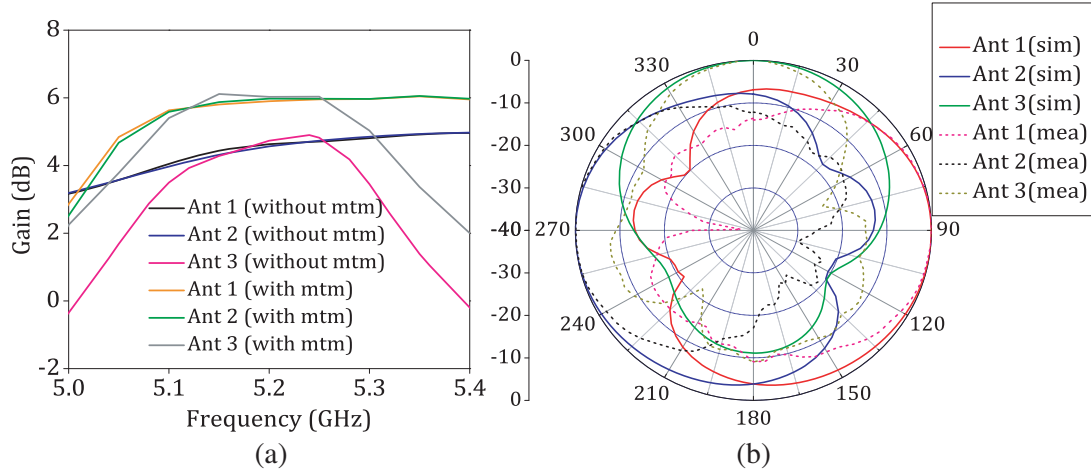 8
6
4
2
0
-2
Gain (dB)
5.0
5.1
5.2
5.3
5.4
Frequency (GHz)
Ant 1 (without mtm)
Ant 2 (without mtm)
Ant 3 (without mtm)
Ant 1 (with mtm)
Ant 2 (with mtm)
Ant 3 (with mtm)
(a)
0
-10
-20
-30
-40
-30
-20
-10
0
0
30
60
90
120
150
180
210
240
270
300
330
Ant 1(sim)
Ant 2(sim)
Ant 3(sim)
Ant 1(mea)
Ant 2(mea)
Ant 3(mea)
(b)